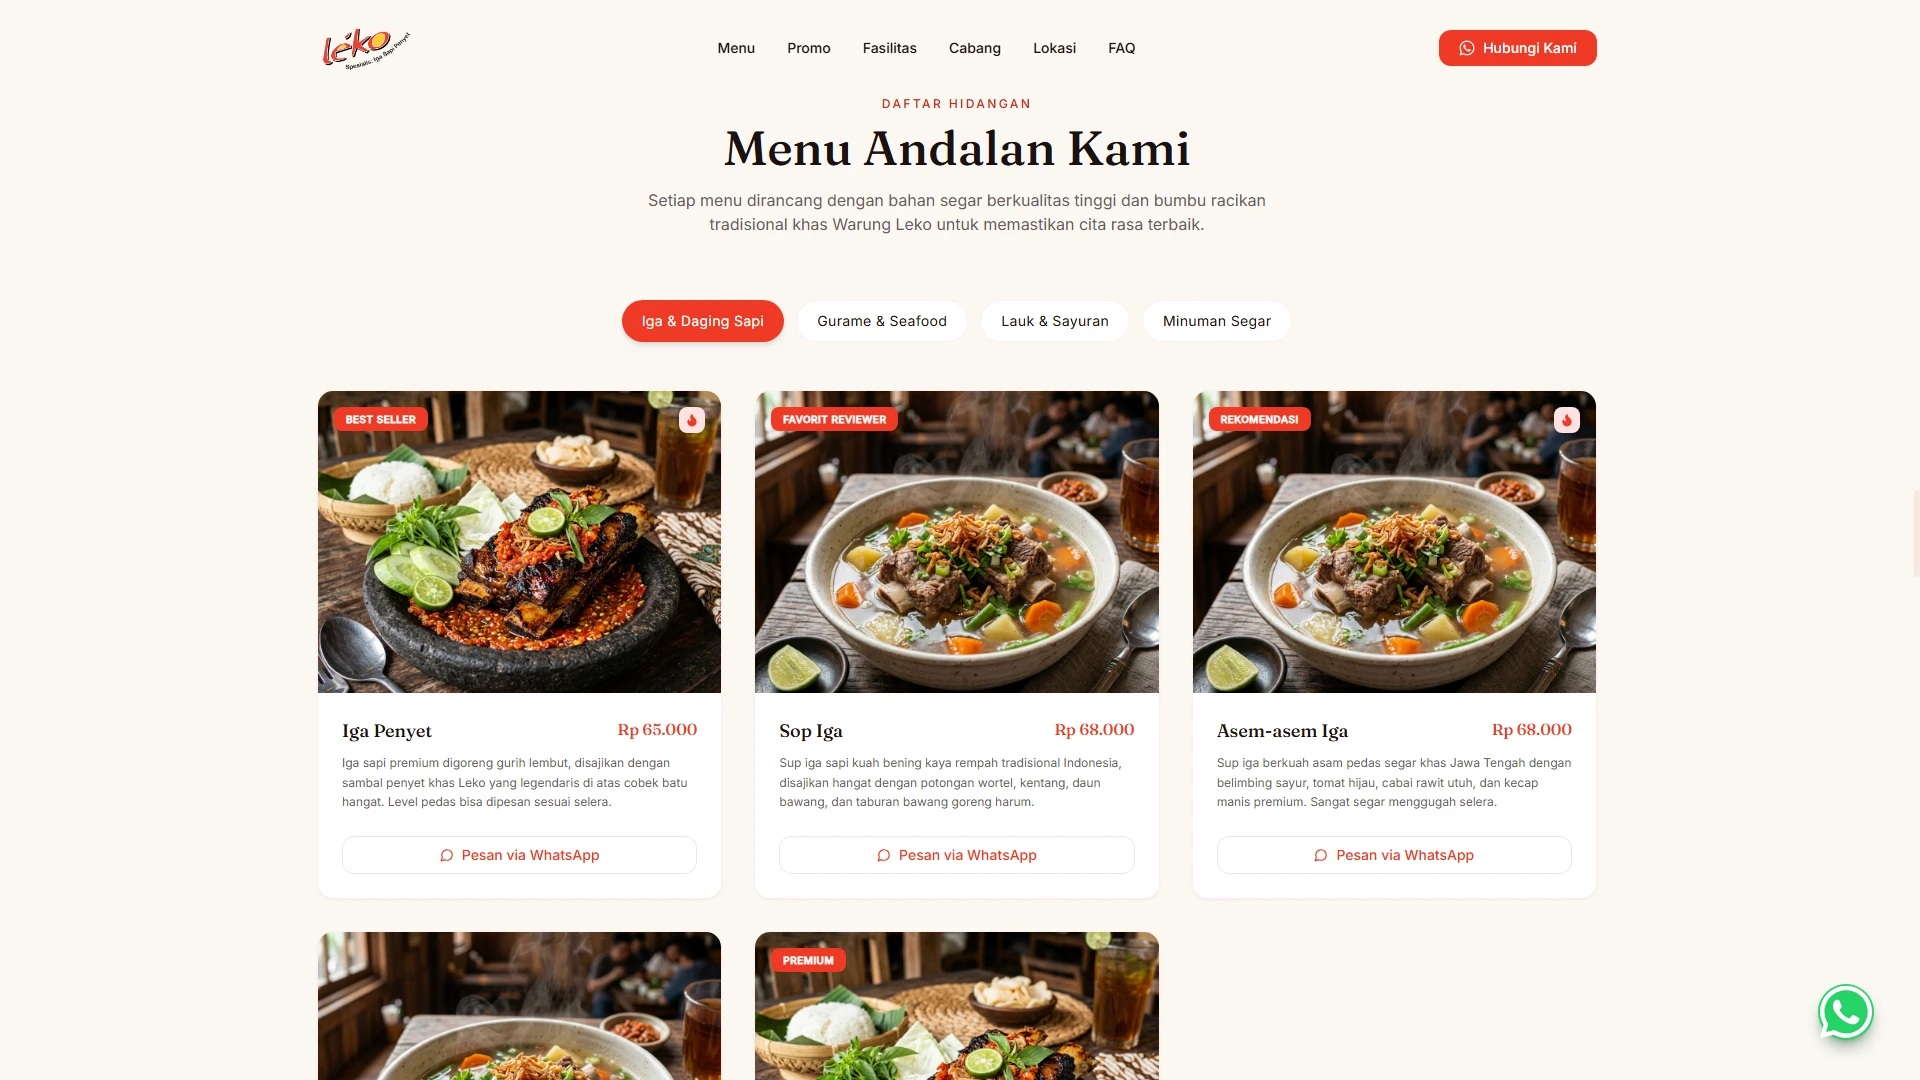 Leko
Spesialis: Iga Sapi Penyet
Menu
Promo
Fasilitas
Cabang
Lokasi
FAQ
Hubungi Kami
DAFTAR HIDANGAN
Menu Andalan Kami
Setiap menu dirancang dengan bahan segar berkualitas tinggi dan bumbu racikan
tradisional khas Warung Leko untuk memastikan cita rasa terbaik.
Iga & Daging Sapi
Gurame & Seafood
Lauk & Sayuran
Minuman Segar
BEST SELLER
Iga Penyet
Rp 65.000
Iga sapi premium digoreng gurih lembut, disajikan dengan
sambal penyet khas Leko yang legendaris di atas cobek batu
hangat. Level pedas bisa dipesan sesuai selera.
Pesan via WhatsApp
FAVORIT REVIEWER
Sop Iga
Rp 68.000
Sup iga sapi kuah bening kaya rempah tradisional Indonesia,
disajikan hangat dengan potongan wortel, kentang, daun
bawang, dan taburan bawang goreng harum.
Pesan via WhatsApp
REKOMENDASI
Asem-asem Iga
Rp 68.000
Sup iga berkuah asam pedas segar khas Jawa Tengah dengan
belimbing sayur, tomat hijau, cabai rawit utuh, dan kecap
manis premium. Sangat segar menggugah selera.
Pesan via WhatsApp
PREMIUM